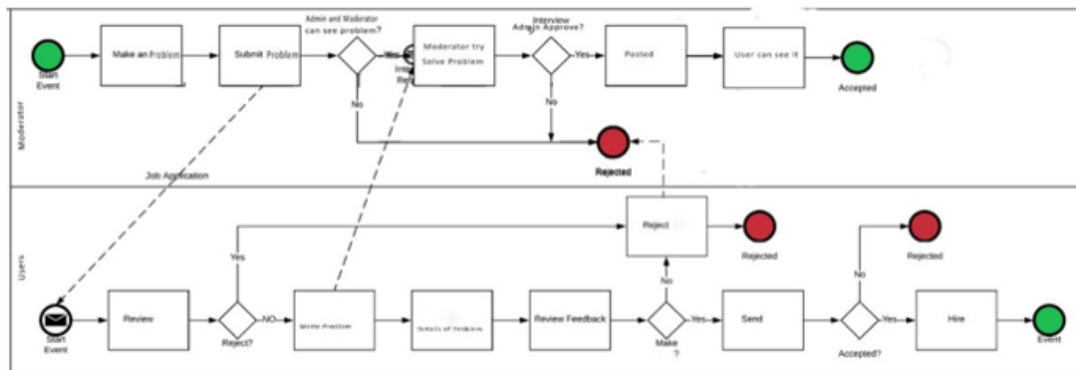 Moderator
Start
Event
Make an Problem
Submit Problem
Admin and Moderator
can see problem?
Yes
No
Moderator try
Solve Problem
Interview
Admin Approve?
Yes
No
Posted
User can see it
Accepted
Rejected
Job Application
Users
Start
Event
Review
Reject?
Yes
NO
Write Problem
Details of Problem
Review Feedback
Make
?
No
Yes
Reject
Rejected
Send
Accepted?
No
Yes
Rejected
Hire
Event